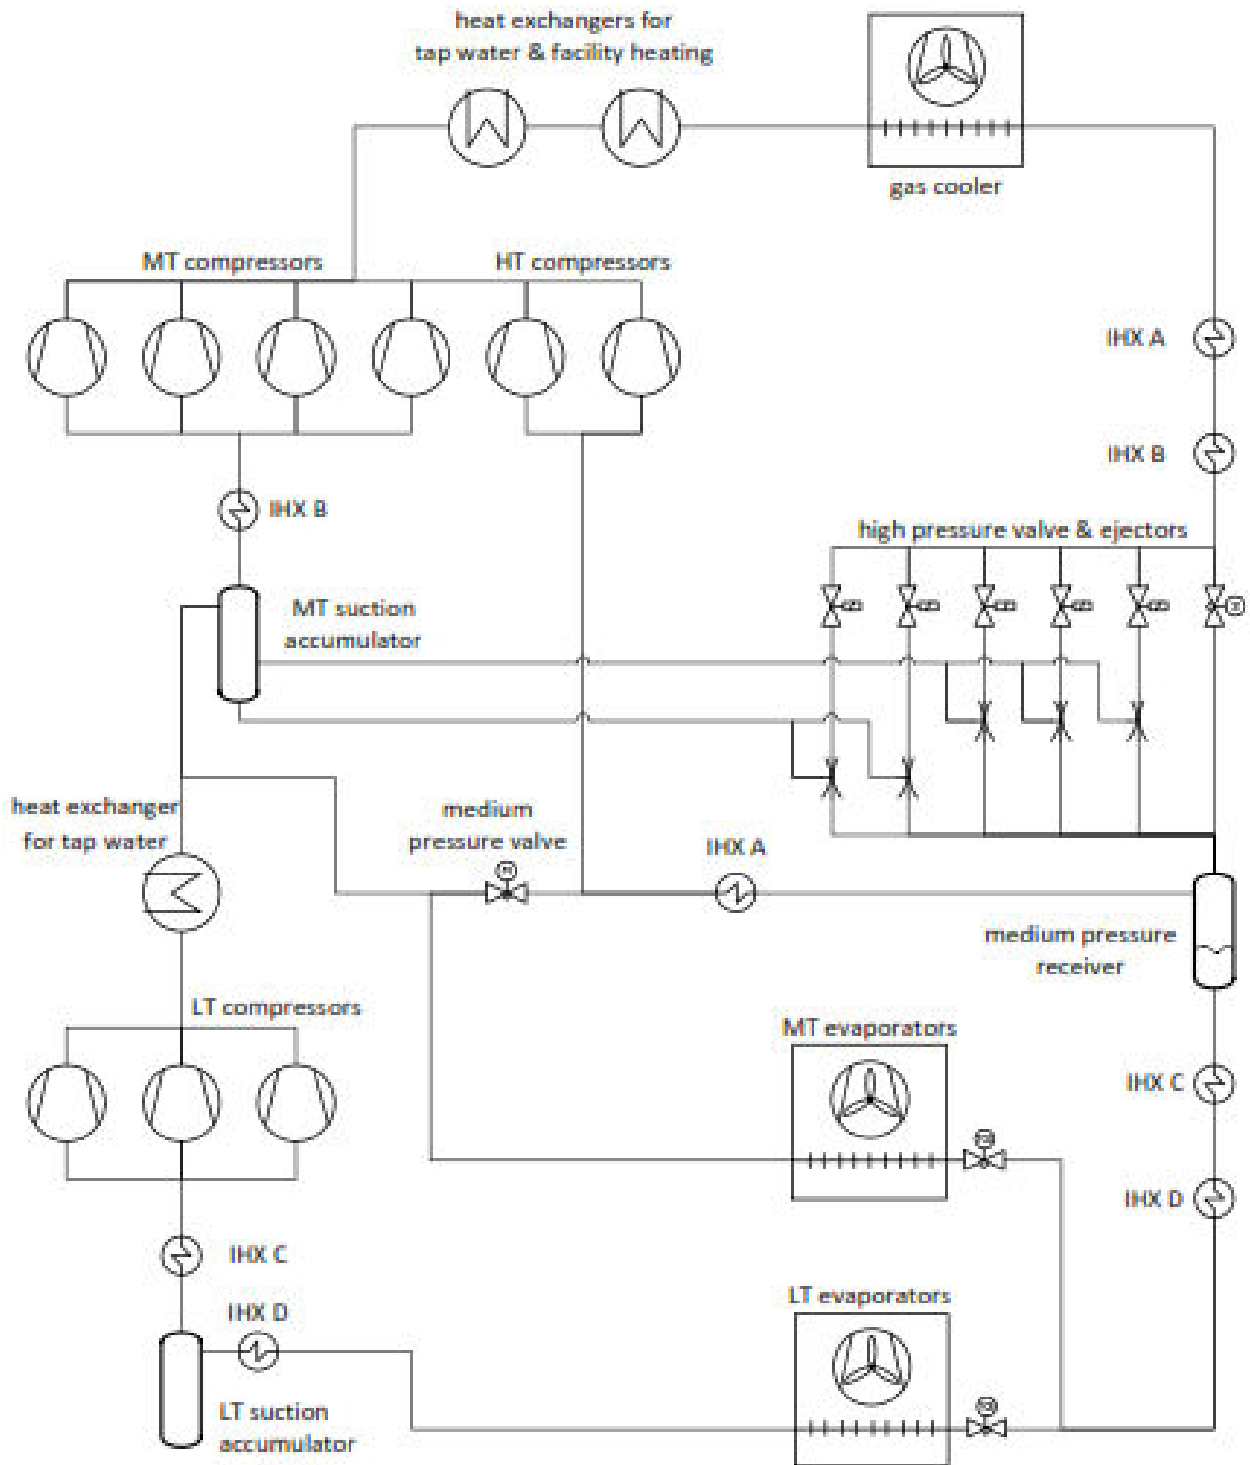 heat exchangers for
tap water & facility heating
gas cooler
MT compressors
HT compressors
IHX A
IHX B
IHX B
high pressure valve & ejectors
MT suction
accumulator
heat exchanger
for tap water
medium
pressure valve
IHX A
medium pressure
receiver
LT compressors
MT evaporators
IHX C
IHX D
IHX C
IHX D
LT evaporators
LT suction
accumulator